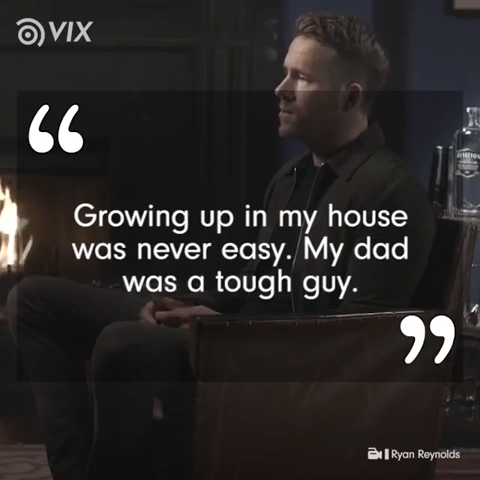 VIX
“
Growing up in my house
was never easy. My dad
was a tough guy.
”
Ryan Reynolds